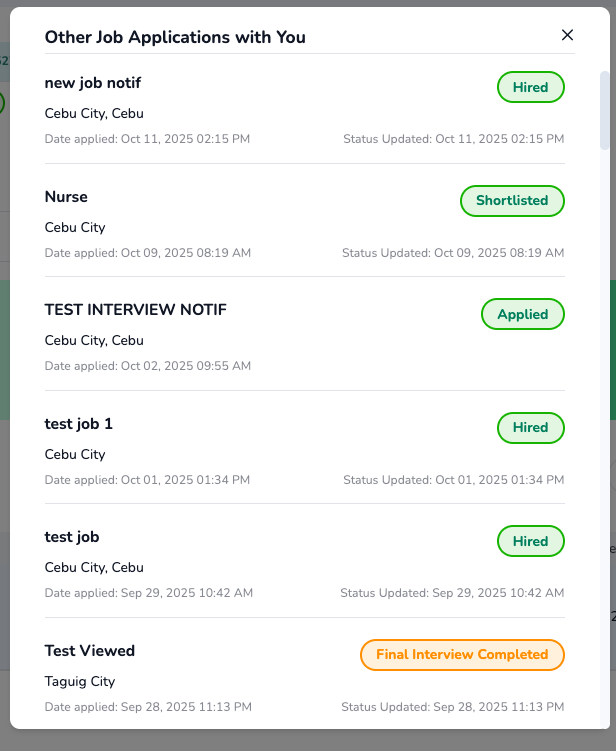 Other Job Applications with You
new job notif
Hired
Cebu City, Cebu
Date applied: Oct 11, 2025 02:15 PM
Status Updated: Oct 11, 2025 02:15 PM
Nurse
Shortlisted
Cebu City
Date applied: Oct 09, 2025 08:19 AM
Status Updated: Oct 09, 2025 08:19 AM
TEST INTERVIEW NOTIF
Applied
Cebu City, Cebu
Date applied: Oct 02, 2025 09:55 AM
test job 1
Hired
Cebu City
Date applied: Oct 01, 2025 01:34 PM
Status Updated: Oct 01, 2025 01:34 PM
test job
Hired
Cebu City, Cebu
Date applied: Sep 29, 2025 10:42 AM
Status Updated: Sep 29, 2025 10:42 AM
Test Viewed
Final Interview Completed
Taguig City
Date applied: Sep 28, 2025 11:13 PM
Status Updated: Sep 28, 2025 11:13 PM